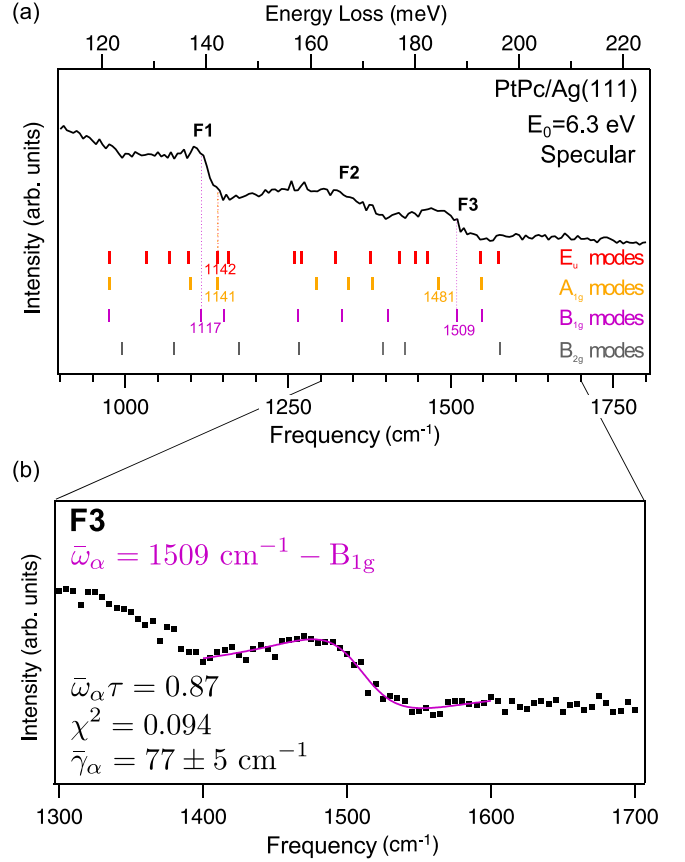 (a)
Energy Loss (meV)
120 140 160 180 200 220
PtPc/Ag(111)
E₀=6.3 eV
Specular
F1
F2
F3
Intensity (arb. units)
Eᵤ modes
1142
A₁g modes
1141
1481
B₁g modes
1117
1509
B₂g modes
1000 1250 1500 1750
Frequency (cm⁻¹)
(b)
F3
ω̄α = 1509 cm⁻¹ − B₁g
Intensity (arb. units)
ω̄ατ = 0.87
χ² = 0.094
γ̄α = 77 ± 5 cm⁻¹
1300 1400 1500 1600 1700
Frequency (cm⁻¹)